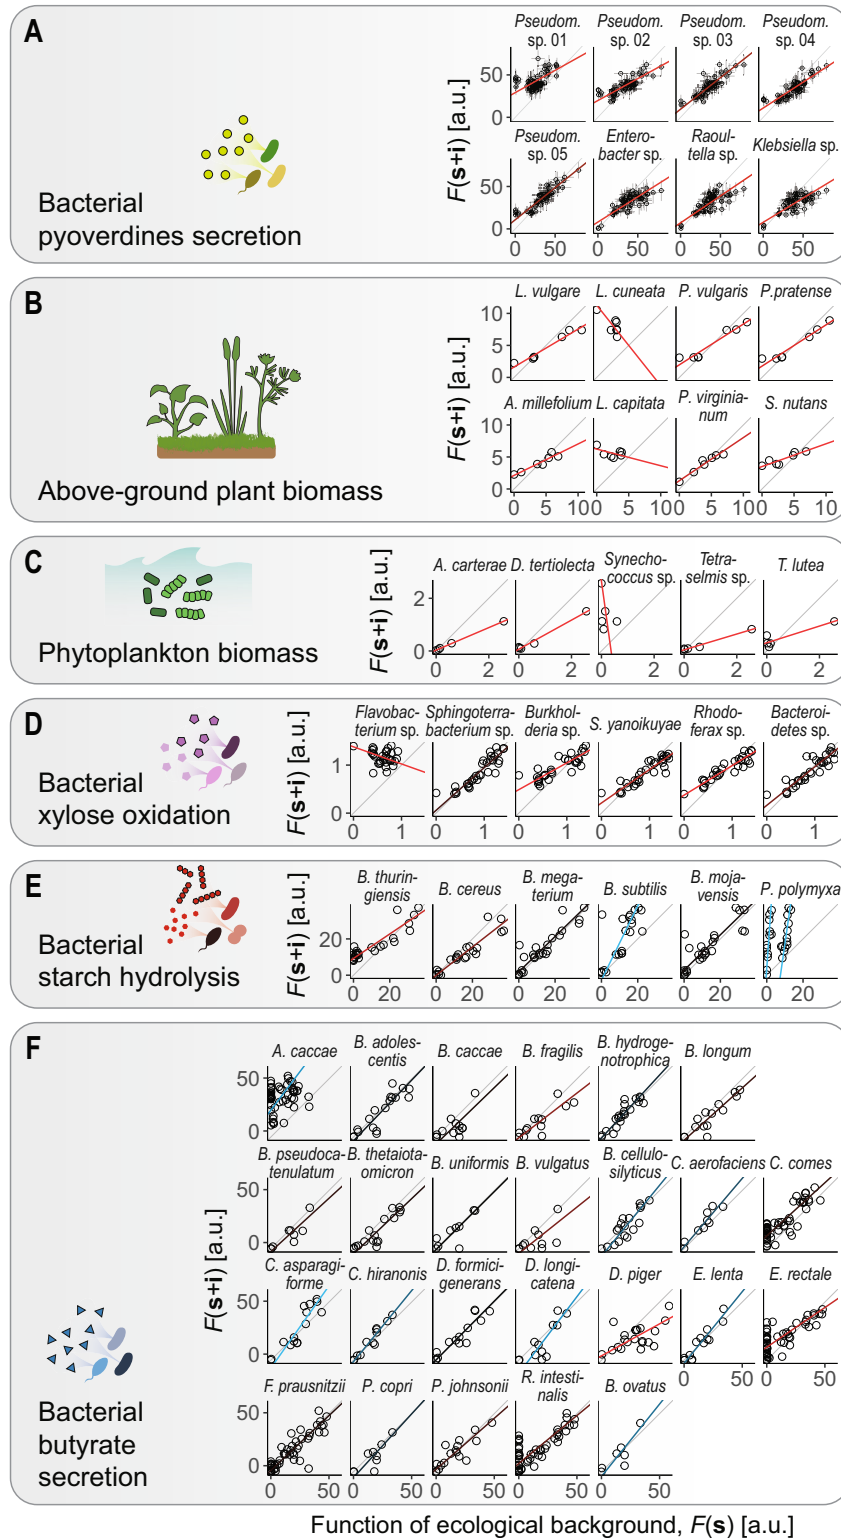 A
Pseudom. sp. 01
Pseudom. sp. 02
Pseudom. sp. 03
Pseudom. sp. 04
F(s+i) [a.u.]
50
0
Pseudom. sp. 05
Entero-bacter sp.
Raoul-tella sp.
Klebsiella sp.
50
0
0 50 0 50 0 50 0 50
Bacterial
pyoverdines secretion
B
L. vulgare
L. cuneata
P. vulgaris
P.pratense
F(s+i) [a.u.]
10
5
0
A. millefolium
L. capitata
P. virginia-num
S. nutans
10
5
0
0 5 10 0 5 10 0 5 10 0 5 10
Above-ground plant biomass
C
A. carterae
D. tertiolecta
Synecho-coccus sp.
Tetra-selmis sp.
T. lutea
F(s+i) [a.u.]
2
0
0 2 0 2 0 2 0 2 0 2
Phytoplankton biomass
D
Flavobac-terium sp.
Sphingoterra-bacterium sp.
Burkhol-deria sp.
S. yanoikuyae
Rhodo-ferax sp.
Bacteroi-detes sp.
F(s+i) [a.u.]
1
0
0 1 0 1 0 1 0 1 0 1 0 1
Bacterial
xylose oxidation
E
B. thurin-giensis
B. cereus
B. mega-terium
B. subtilis
B. moja-vensis
P. polymyxa
F(s+i) [a.u.]
20
0
0 20 0 20 0 20 0 20 0 20 0 20
Bacterial
starch hydrolysis
F
A. caccae
B. adoles-centis
B. caccae
B. fragilis
B. hydroge-notrophica
B. longum
50
0
B. pseudoca-tenulatum
B. thetaiota-omicron
B. uniformis
B. vulgatus
B. cellulo-silyticus
C. aerofaciens
C. comes
50
0
F(s+i) [a.u.]
C. asparagi-forme
C. hiranonis
D. formici-generans
D. longi-catena
D. piger
E. lenta
E. rectale
50
0
0 50 0 50
F. prausnitzii
P. copri
P. johnsonii
R. intesti-nalis
B. ovatus
50
0
0 50 0 50 0 50 0 50 0 50
Bacterial
butyrate
secretion
Function of ecological background, F(s) [a.u.]